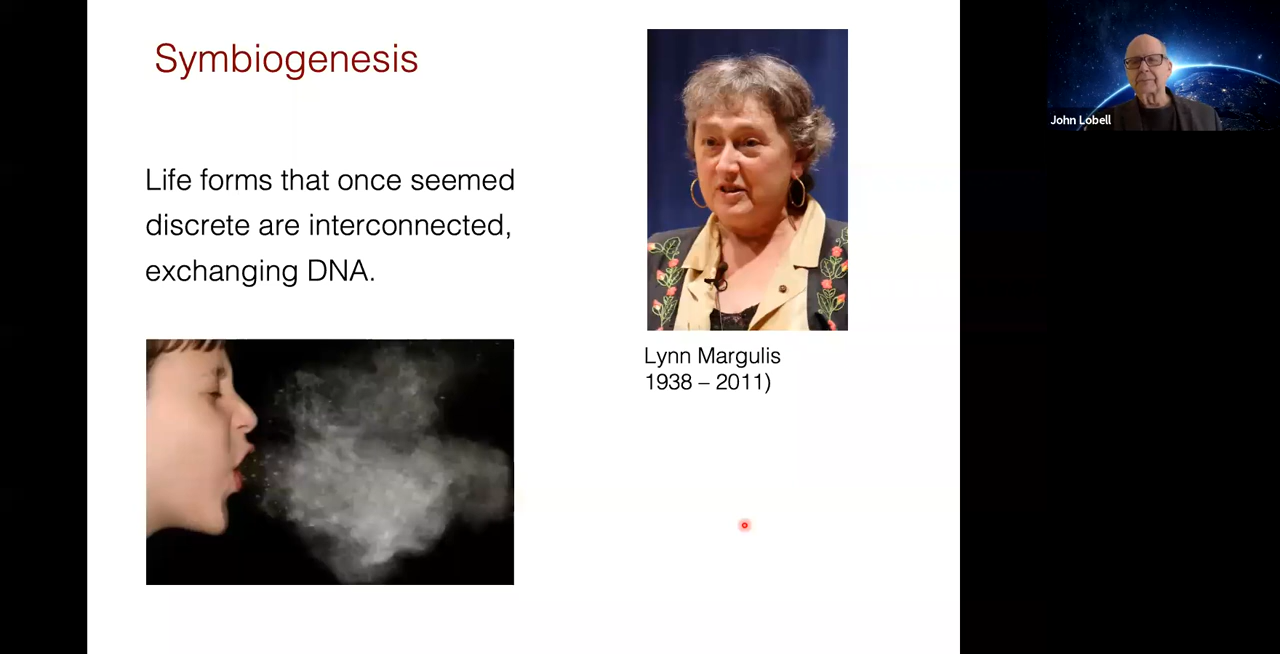 Symbiogenesis
Life forms that once seemed
discrete are interconnected,
exchanging DNA.
Lynn Margulis
1938 – 2011)
John Lobell